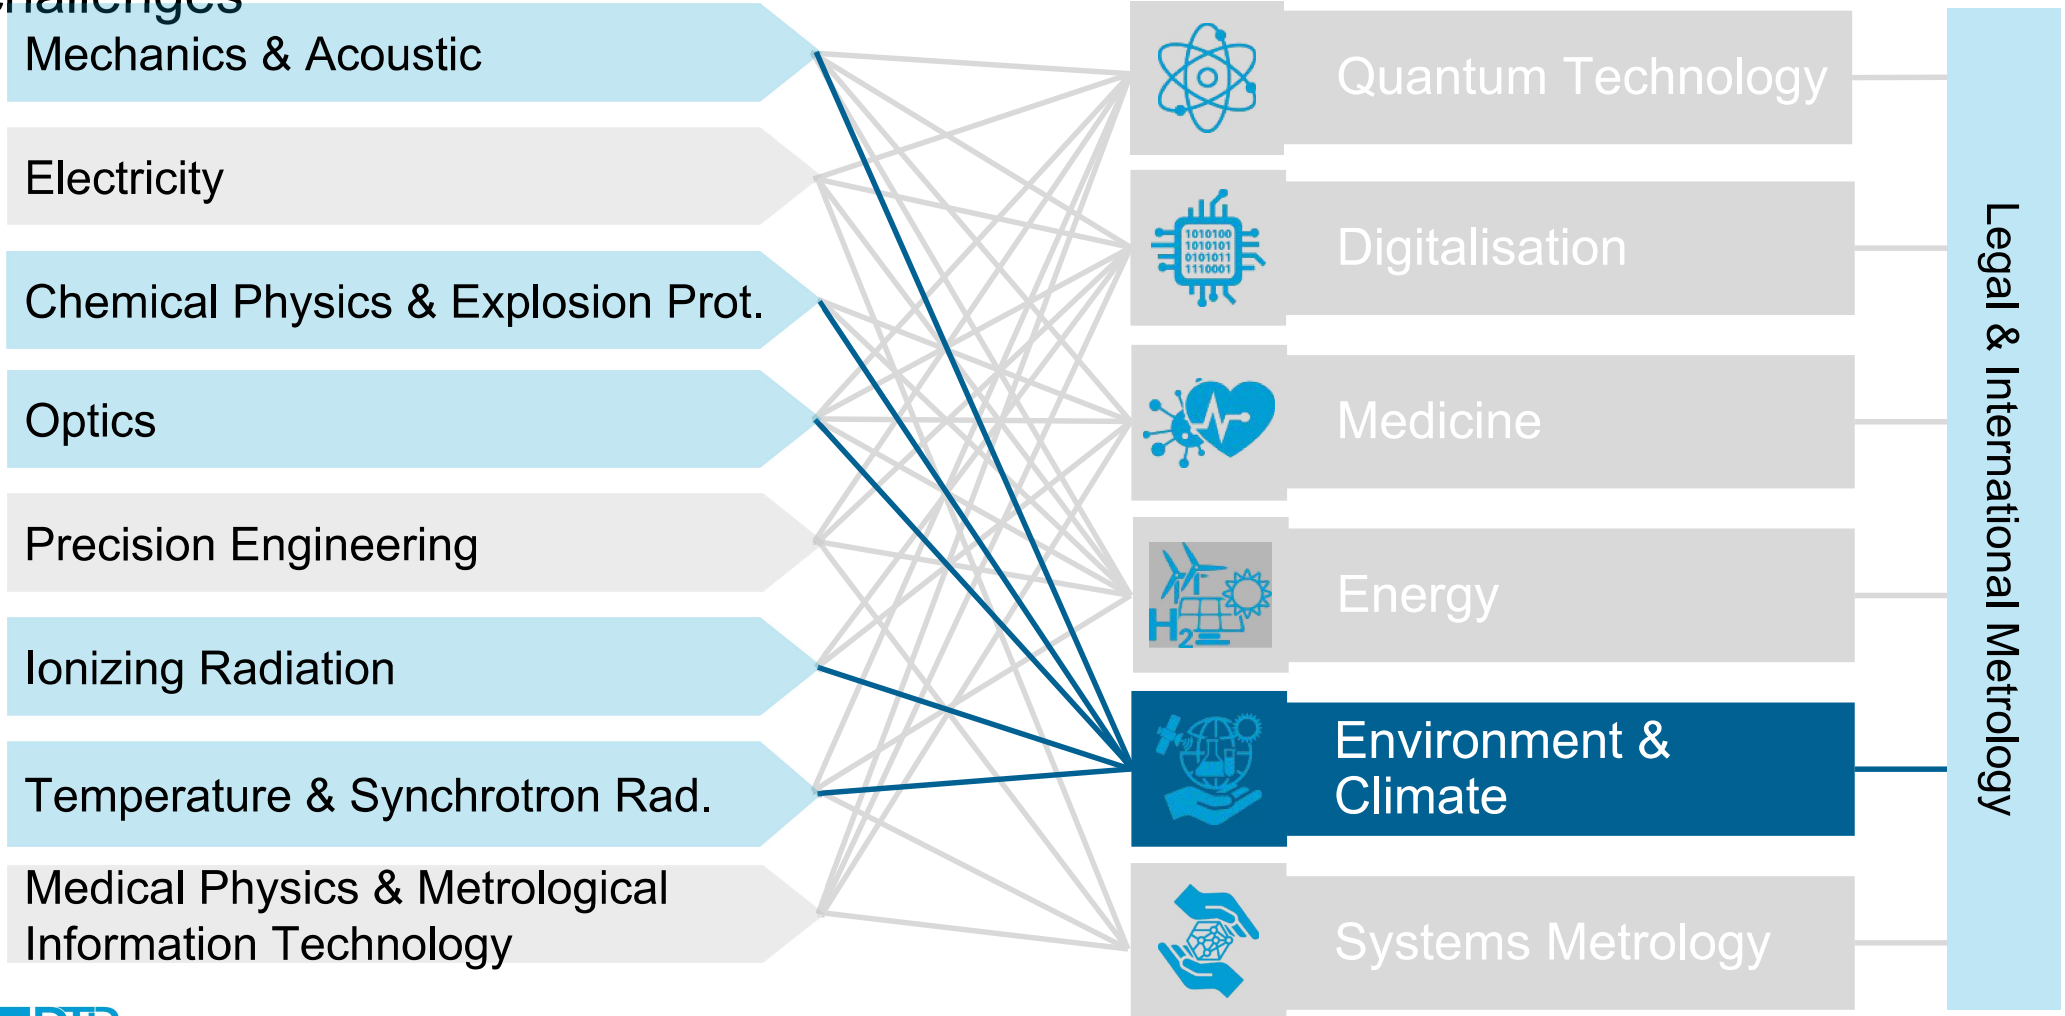 challenges
Mechanics & Acoustic
Electricity
Chemical Physics & Explosion Prot.
Optics
Precision Engineering
Ionizing Radiation
Temperature & Synchrotron Rad.
Medical Physics & Metrological
Information Technology
Quantum Technology
1010100
1010101
0101011
1110001
Digitalisation
Medicine
H2
Energy
Environment &
Climate
Systems Metrology
Legal & International Metrology